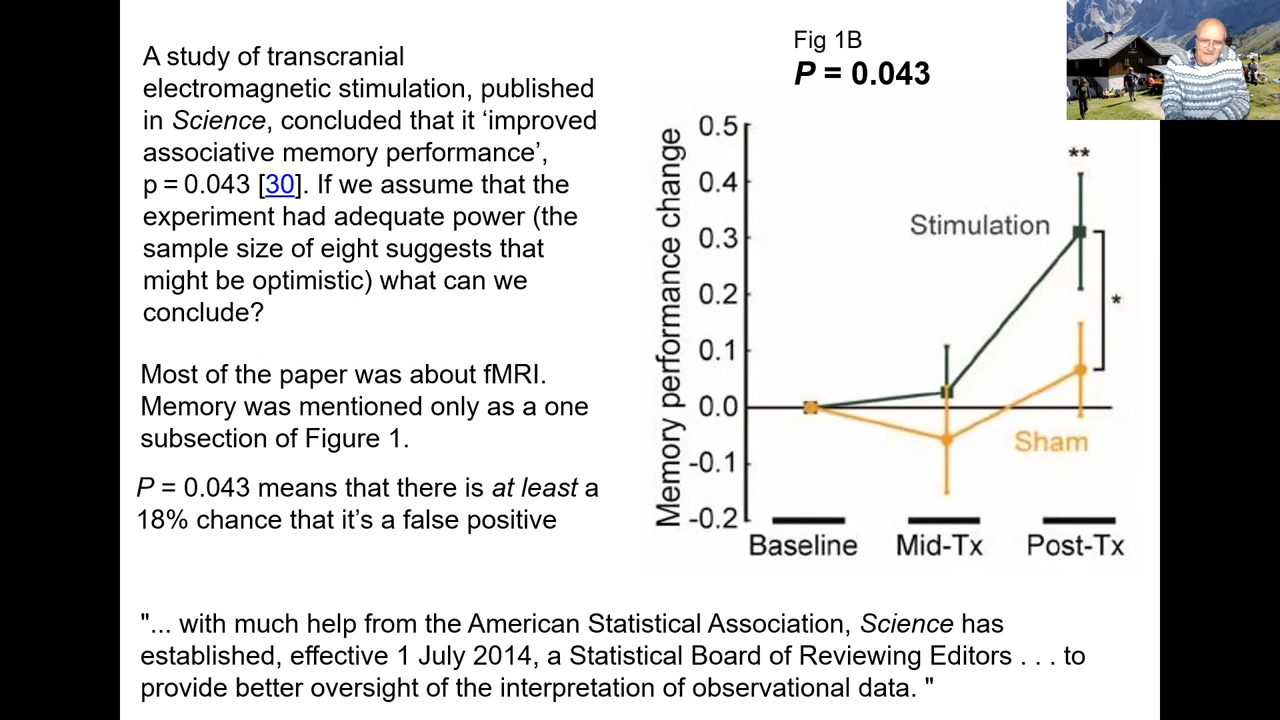 A study of transcranial
electromagnetic stimulation, published
in Science, concluded that it ‘improved
associative memory performance’,
p = 0.043 [30]. If we assume that the
experiment had adequate power (the
sample size of eight suggests that
might be optimistic) what can we
conclude?
Most of the paper was about fMRI.
Memory was mentioned only as a one
subsection of Figure 1.
P = 0.043 means that there is at least a
18% chance that it’s a false positive
Fig 1B
P = 0.043
Memory performance change
0.5
0.4
0.3
0.2
0.1
0.0
-0.1
-0.2
**
Stimulation
*
Sham
Baseline Mid-Tx Post-Tx
"... with much help from the American Statistical Association, Science has
established, effective 1 July 2014, a Statistical Board of Reviewing Editors . . . to
provide better oversight of the interpretation of observational data. "